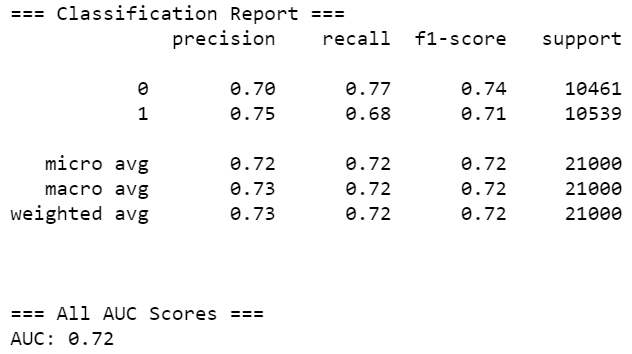 === Classification Report ===
precision recall f1-score support
0 0.70 0.77 0.74 10461
1 0.75 0.68 0.71 10539
micro avg 0.72 0.72 0.72 21000
macro avg 0.73 0.72 0.72 21000
weighted avg 0.73 0.72 0.72 21000
=== All AUC Scores ===
AUC: 0.72